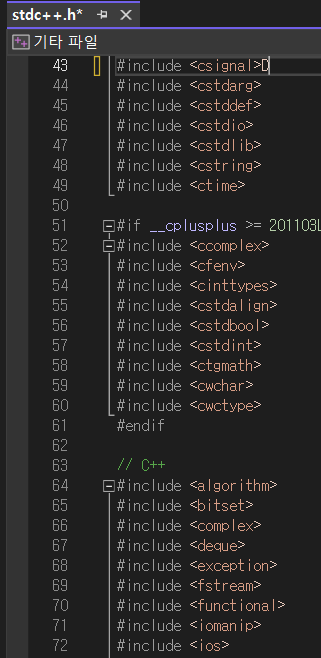 stdc++.h*
기타 파일
43 #include <csignal>D
44 #include <cstdarg>
45 #include <cstddef>
46 #include <cstdio>
47 #include <cstdlib>
48 #include <cstring>
49 #include <ctime>
50
51 #if __cplusplus >= 201103L
52 #include <ccomplex>
53 #include <cfenv>
54 #include <cinttypes>
55 #include <cstdalign>
56 #include <cstdbool>
57 #include <cstdint>
58 #include <ctgmath>
59 #include <cwchar>
60 #include <cwctype>
61 #endif
62
63 // C++
64 #include <algorithm>
65 #include <bitset>
66 #include <complex>
67 #include <deque>
68 #include <exception>
69 #include <fstream>
70 #include <functional>
71 #include <iomanip>
72 #include <ios>